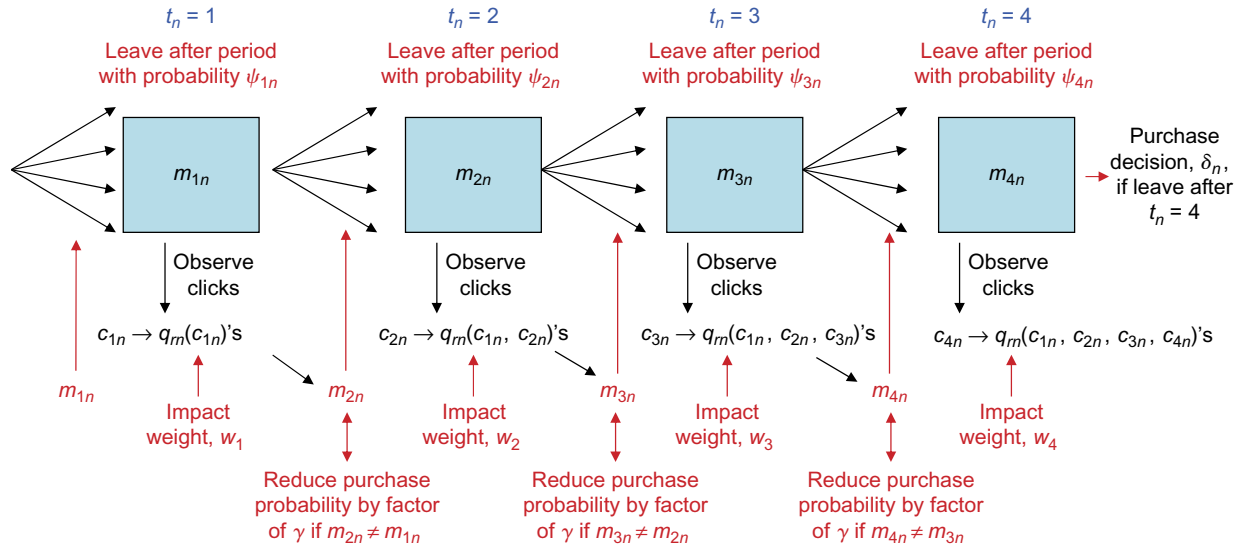 t_n = 1
t_n = 2
t_n = 3
t_n = 4
Leave after period
with probability ψ_1n
Leave after period
with probability ψ_2n
Leave after period
with probability ψ_3n
Leave after period
with probability ψ_4n
m_1n
m_2n
m_3n
m_4n
Purchase
decision, δ_n,
if leave after
t_n = 4
Observe
clicks
Observe
clicks
Observe
clicks
Observe
clicks
c_1n → q_rn(c_1n)'s
c_2n → q_rn(c_1n, c_2n)'s
c_3n → q_rn(c_1n, c_2n, c_3n)'s
c_4n → q_rn(c_1n, c_2n, c_3n, c_4n)'s
m_1n
Impact
weight, w_1
m_2n
Impact
weight, w_2
m_3n
Impact
weight, w_3
m_4n
Impact
weight, w_4
Reduce purchase
probability by factor
of γ if m_2n ≠ m_1n
Reduce purchase
probability by factor
of γ if m_3n ≠ m_2n
Reduce purchase
probability by factor
of γ if m_4n ≠ m_3n